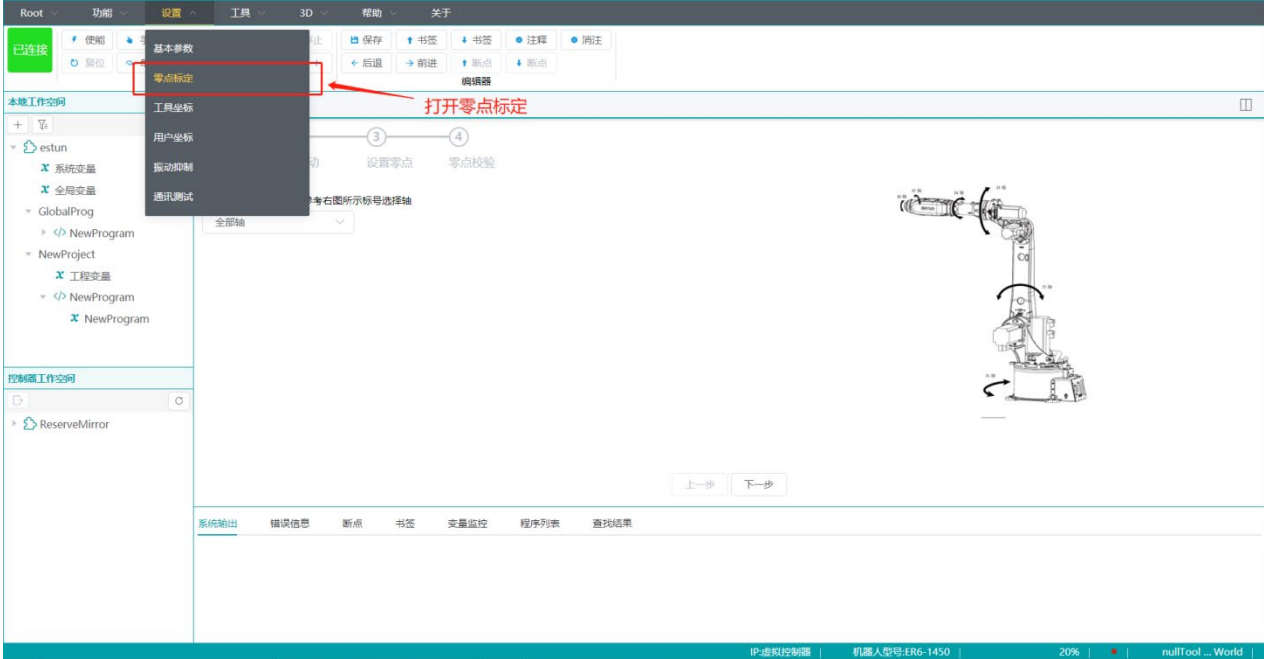 Root 功能 设置 工具 3D 帮助 关于
已连接 使能 保存 书签 书签 注释 消注
复位 后退 前进 断点 断点
编辑器
基本参数
零点标定
工具坐标
用户坐标
振动抑制
通讯测试
打开零点标定
本地工作空间
estun
系统变量
全局变量
GlobalProg
NewProgram
NewProject
工程变量
NewProgram
NewProgram
3 4
设置零点 零点校验
参考右图所示标号选择轴
全部轴
控制器工作空间
ReserveMirror
上一步 下一步
系统输出 错误信息 断点 书签 变量监控 程序列表 查找结果
IP:虚拟控制器 | 机器人型号:ER6-1450 | 20% | | nullTool ... World |